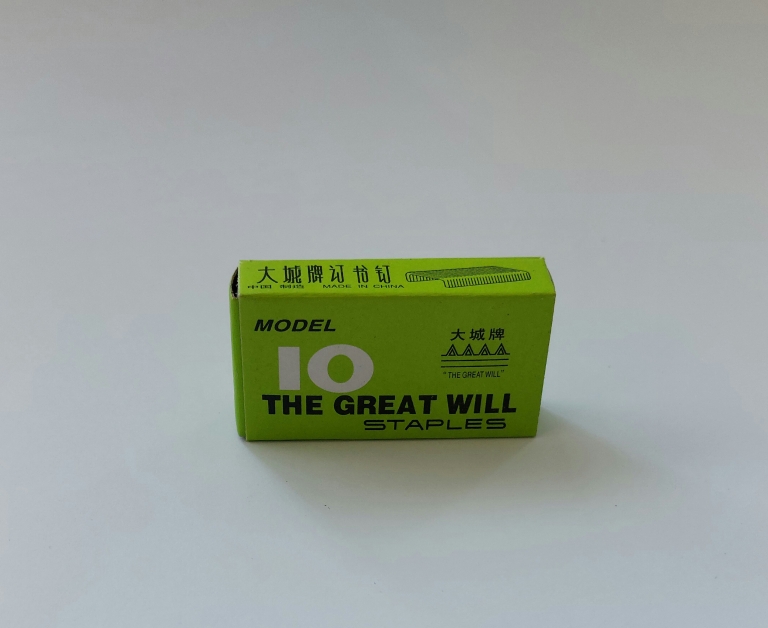 大城牌订书钉
中国 制造 MADE IN CHINA
MODEL
10
THE GREAT WILL
STAPLES
大城牌
"THE GREAT WILL"